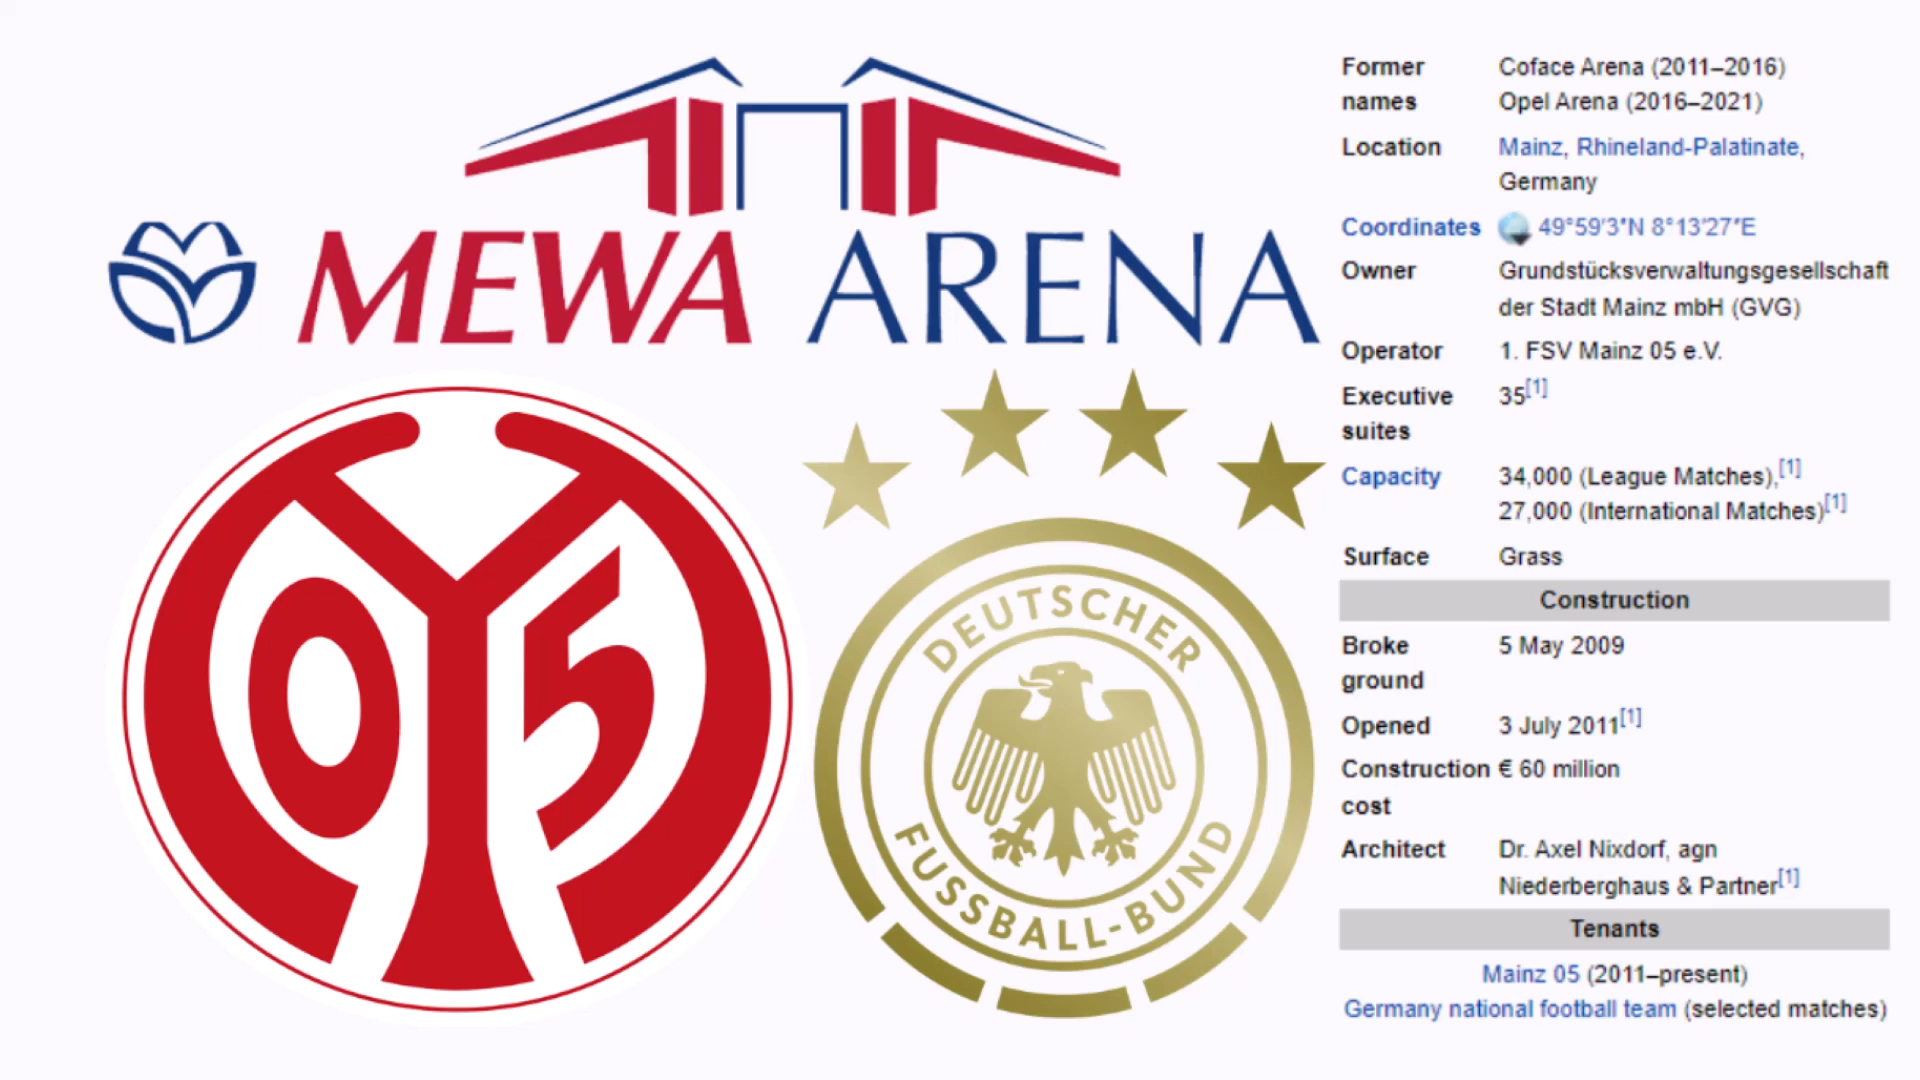 MEWA ARENA
05
DEUTSCHER
FUSSBALL-BUND
Former names
Coface Arena (2011–2016)
Opel Arena (2016–2021)
Location
Mainz, Rhineland-Palatinate,
Germany
Coordinates
49°59′3″N 8°13′27″E
Owner
Grundstücksverwaltungsgesellschaft
der Stadt Mainz mbH (GVG)
Operator
1. FSV Mainz 05 e.V.
Executive suites
35[1]
Capacity
34,000 (League Matches),[1]
27,000 (International Matches)[1]
Surface
Grass
Construction
Broke ground
5 May 2009
Opened
3 July 2011[1]
Construction cost
€ 60 million
Architect
Dr. Axel Nixdorf, agn
Niederberghaus & Partner[1]
Tenants
Mainz 05 (2011–present)
Germany national football team (selected matches)